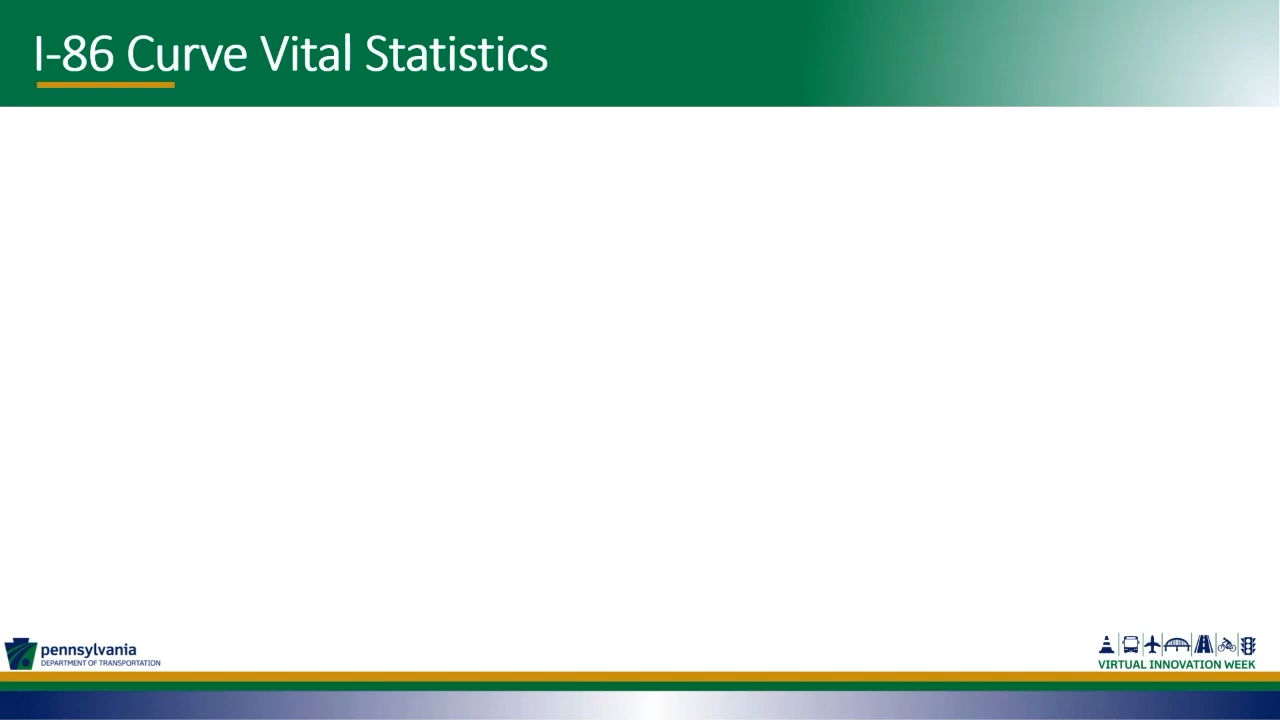 I-86 Curve Vital Statistics
pennsylvania
DEPARTMENT OF TRANSPORTATION
VIRTUAL INNOVATION WEEK